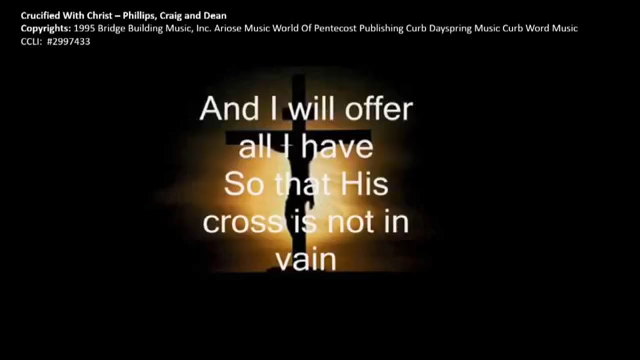 Crucified With Christ – Phillips, Craig and Dean
Copyrights: 1995 Bridge Building Music, Inc. Ariose Music World Of Pentecost Publishing Curb Dayspring Music Curb Word Music
CCLI: #2997433
And I will offer
all I have
So that His
cross is not in
vain